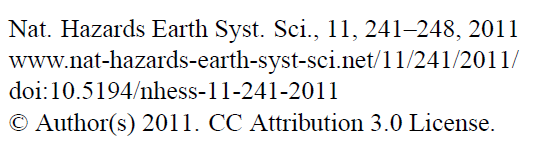 Nat. Hazards Earth Syst. Sci., 11, 241–248, 2011
www.nat-hazards-earth-syst-sci.net/11/241/2011/
doi:10.5194/nhess-11-241-2011
© Author(s) 2011. CC Attribution 3.0 License.